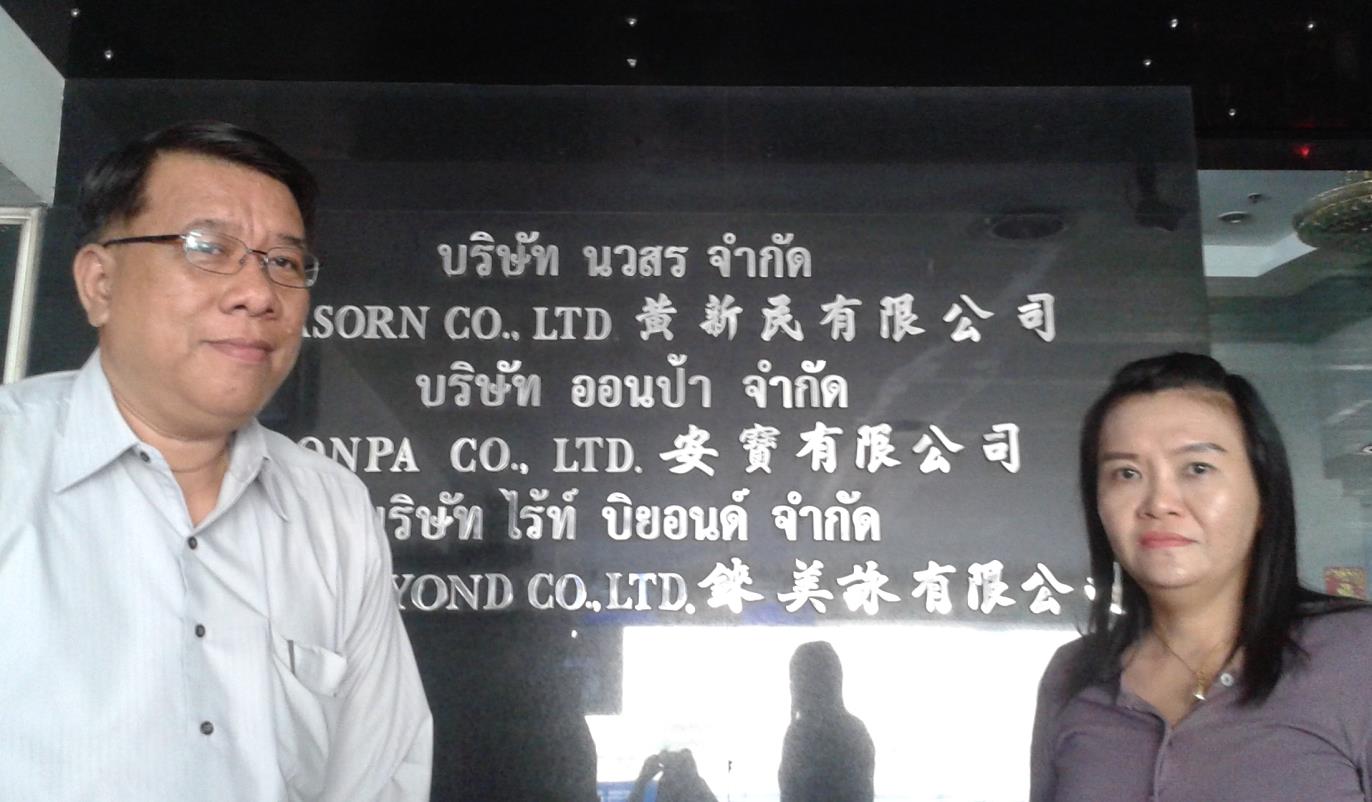 บริษัท นวสร จำกัด
ASORN CO., LTD 黄新民有限公司
บริษัท ออนป้า จำกัด
ONPA CO., LTD. 安寶有限公司
บริษัท ไร้ท์ บิยอนด์ จำกัด
YOND CO.,LTD. 錸美詠有限公司